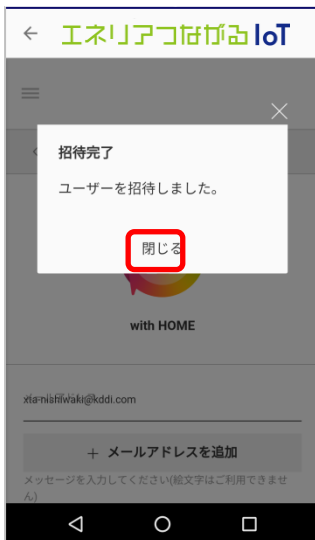 エネリアつながるIoT
招待完了
ユーザーを招待しました。
閉じる
with HOME
＋ メールアドレスを追加
メッセージを入力してください(絵文字はご利用できません)